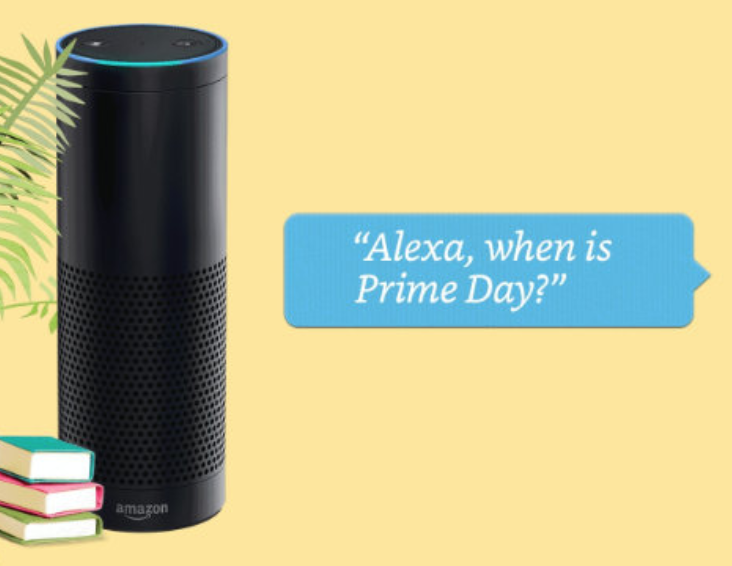 “Alexa, when is
Prime Day?”
amazon